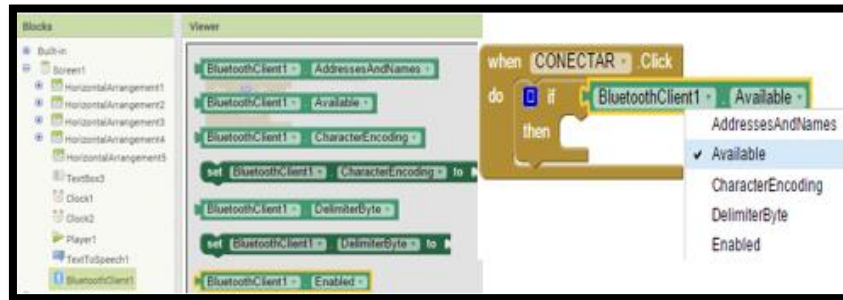 Blocks
Viewer
Built-in
Screen1
HorizontalArrangement1
HorizontalArrangement2
HorizontalArrangement3
HorizontalArrangement4
HorizontalArrangement5
TextBox3
Clock1
Clock2
Player1
TextToSpeech1
BluetoothClient1
BluetoothClient1 . AddressesAndNames
BluetoothClient1 . Available
BluetoothClient1 . CharacterEncoding
set BluetoothClient1 . CharacterEncoding to
BluetoothClient1 . DelimiterByte
set BluetoothClient1 . DelimiterByte to
BluetoothClient1 . Enabled
when CONECTAR .Click
do if BluetoothClient1 . Available
then
AddressesAndNames
Available
CharacterEncoding
DelimiterByte
Enabled